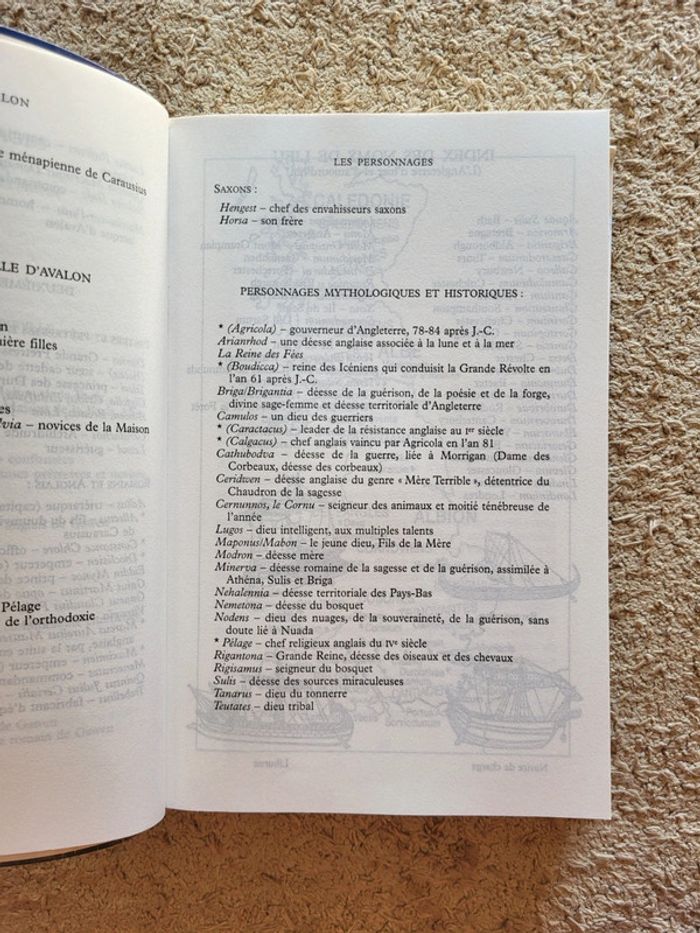 LON
e ménapienne de Carausius
LLE D'AVALON
n
ière filles
es
lvia – novices de la Maison
Pélage
de l'orthodoxie
LES PERSONNAGES
SAXONS :
Hengest – chef des envahisseurs saxons
Horsa – son frère
PERSONNAGES MYTHOLOGIQUES ET HISTORIQUES :
* (Agricola) – gouverneur d'Angleterre, 78-84 après J.-C.
Arianrhod – une déesse anglaise associée à la lune et à la mer
La Reine des Fées
* (Boudicca) – reine des Icéniens qui conduisit la Grande Révolte en
l'an 61 après J.-C.
Briga/Brigantia – déesse de la guérison, de la poésie et de la forge,
divine sage-femme et déesse territoriale d'Angleterre
Camulos – un dieu des guerriers
* (Caractacus) – leader de la résistance anglaise au Ier siècle
* (Calgacus) – chef anglais vaincu par Agricola en l'an 81
Cathubodva – déesse de la guerre, liée à Morrigan (Dame des
Corbeaux, déesse des corbeaux)
Ceridwen – déesse anglaise du genre « Mère Terrible », détentrice du
Chaudron de la sagesse
Cernunnos, le Cornu – seigneur des animaux et moitié ténébreuse de
l'année
Lugos – dieu intelligent, aux multiples talents
Maponus/Mabon – le jeune dieu, Fils de la Mère
Modron – déesse mère
Minerva – déesse romaine de la sagesse et de la guérison, assimilée à
Athéna, Sulis et Briga
Nehalennia – déesse territoriale des Pays-Bas
Nemetona – déesse du bosquet
Nodens – dieu des nuages, de la souveraineté, de la guérison, sans
doute lié à Nuada
* Pélage – chef religieux anglais du IVe siècle
Rigantona – Grande Reine, déesse des oiseaux et des chevaux
Rigisamus – seigneur du bosquet
Sulis – déesse des sources miraculeuses
Tanarus – dieu du tonnerre
Teutates – dieu tribal